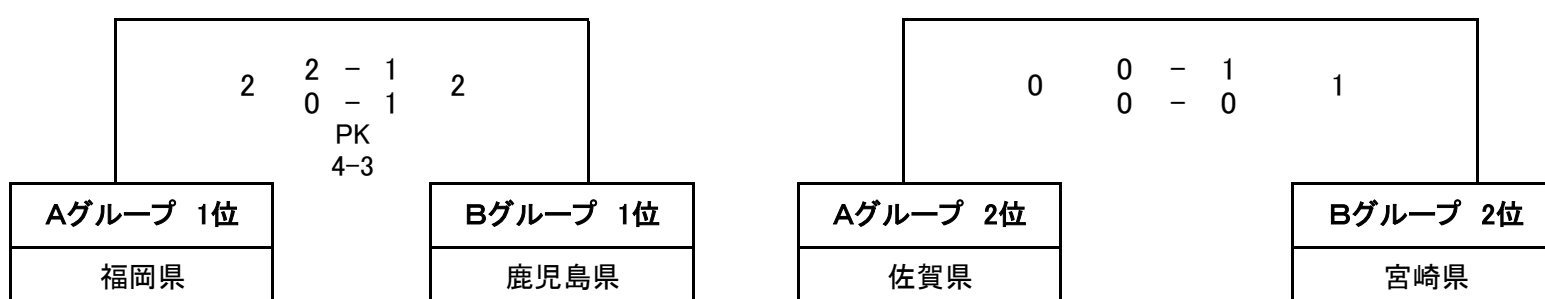 2 2 - 1 2
0 - 1
PK
4-3
Aグループ 1位 Bグループ 1位
福岡県 鹿児島県
0 0 - 1 1
0 - 0
Aグループ 2位 Bグループ 2位
佐賀県 宮崎県